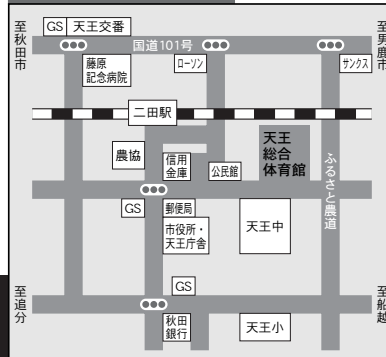 至秋田市
GS 天王交番
国道101号
至男鹿市
藤原
記念病院
ローソン
サンクス
二田駅
農協
信用
金庫
公民館
天王
総合
体育館
ふるさと農道
GS
郵便局
市役所・
天王庁舎
天王中
GS
至追分
秋田
銀行
天王小
至船越